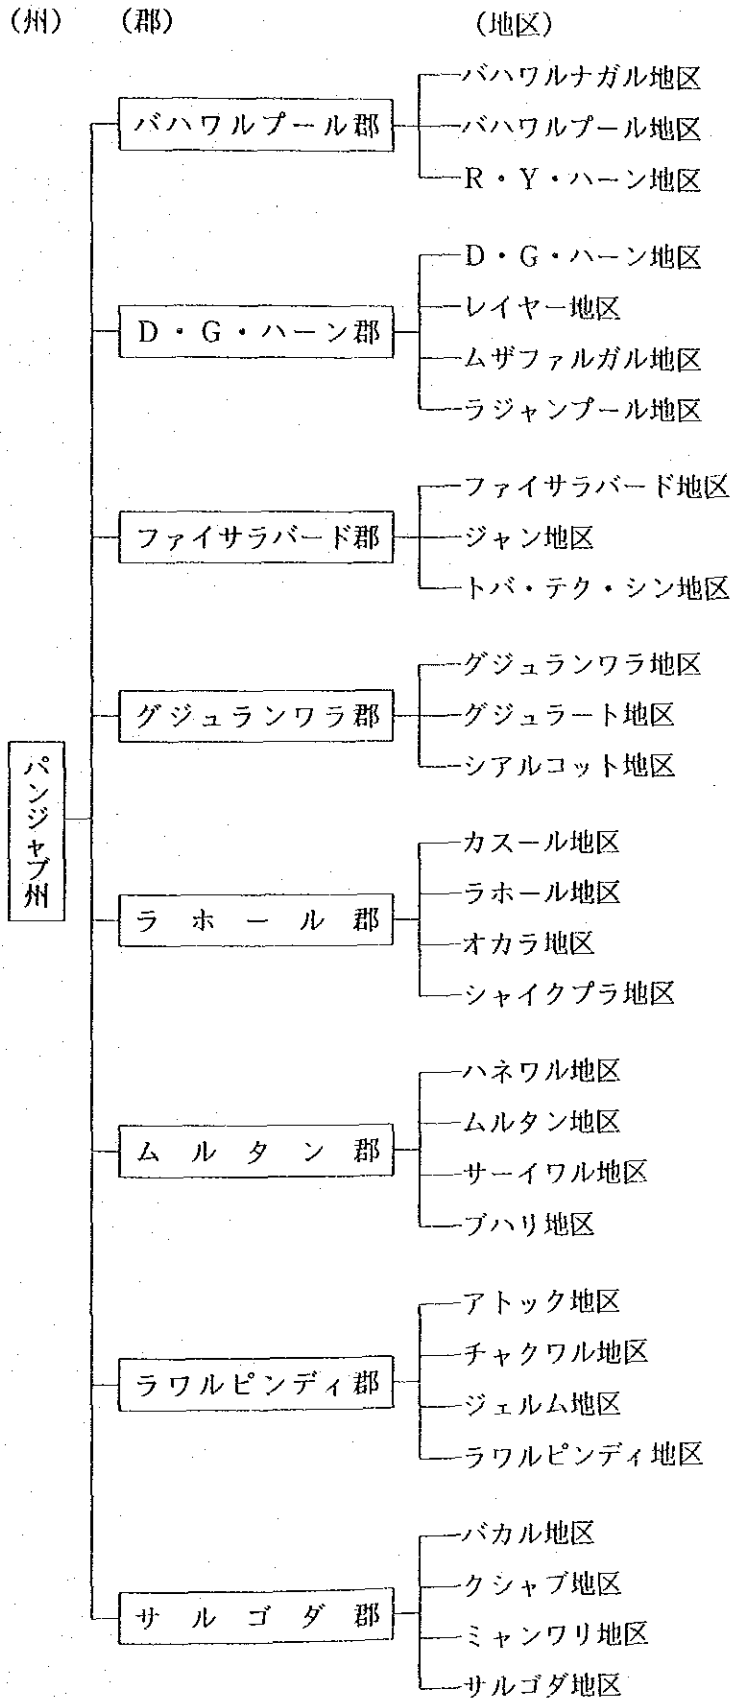 (州) (郡) (地区)
パンジャブ州
バハワルプール郡
バハワルナガル地区
バハワルプール地区
R・Y・ハーン地区
D・G・ハーン郡
D・G・ハーン地区
レイヤー地区
ムザファルガル地区
ラジャンプール地区
ファイサラバード郡
ファイサラバード地区
ジャン地区
トバ・テク・シン地区
グジュランワラ郡
グジュランワラ地区
グジュラート地区
シアルコット地区
ラホール郡
カスール地区
ラホール地区
オカラ地区
シャイクプラ地区
ムルタン郡
ハネワル地区
ムルタン地区
サーイワル地区
ブハリ地区
ラワルピンディ郡
アトック地区
チャクワル地区
ジェルム地区
ラワルピンディ地区
サルゴダ郡
バカル地区
クシャブ地区
ミャンワリ地区
サルゴダ地区